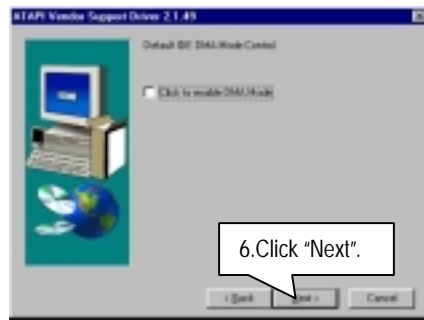 ATAPI Vendor Support Driver 2.1.49
Default IDE DMA Mode Control
Click to enable DMA Mode
6.Click “Next”.
< Back
Next >
Cancel